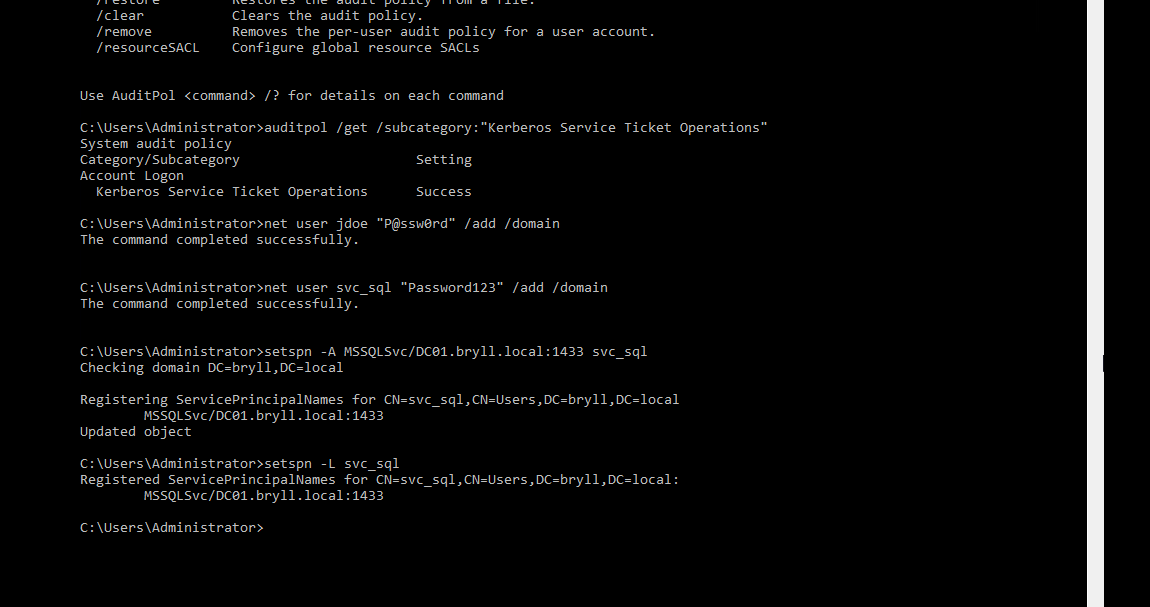 /restore Restores the audit policy from a file.
/clear Clears the audit policy.
/remove Removes the per-user audit policy for a user account.
/resourceSACL Configure global resource SACLs
Use AuditPol <command> /? for details on each command
C:\Users\Administrator>auditpol /get /subcategory:"Kerberos Service Ticket Operations"
System audit policy
Category/Subcategory Setting
Account Logon
Kerberos Service Ticket Operations Success
C:\Users\Administrator>net user jdoe "P@ssw0rd" /add /domain
The command completed successfully.
C:\Users\Administrator>net user svc_sql "Password123" /add /domain
The command completed successfully.
C:\Users\Administrator>setspn -A MSSQLSvc/DC01.bryll.local:1433 svc_sql
Checking domain DC=bryll,DC=local
Registering ServicePrincipalNames for CN=svc_sql,CN=Users,DC=bryll,DC=local
MSSQLSvc/DC01.bryll.local:1433
Updated object
C:\Users\Administrator>setspn -L svc_sql
Registered ServicePrincipalNames for CN=svc_sql,CN=Users,DC=bryll,DC=local:
MSSQLSvc/DC01.bryll.local:1433
C:\Users\Administrator>